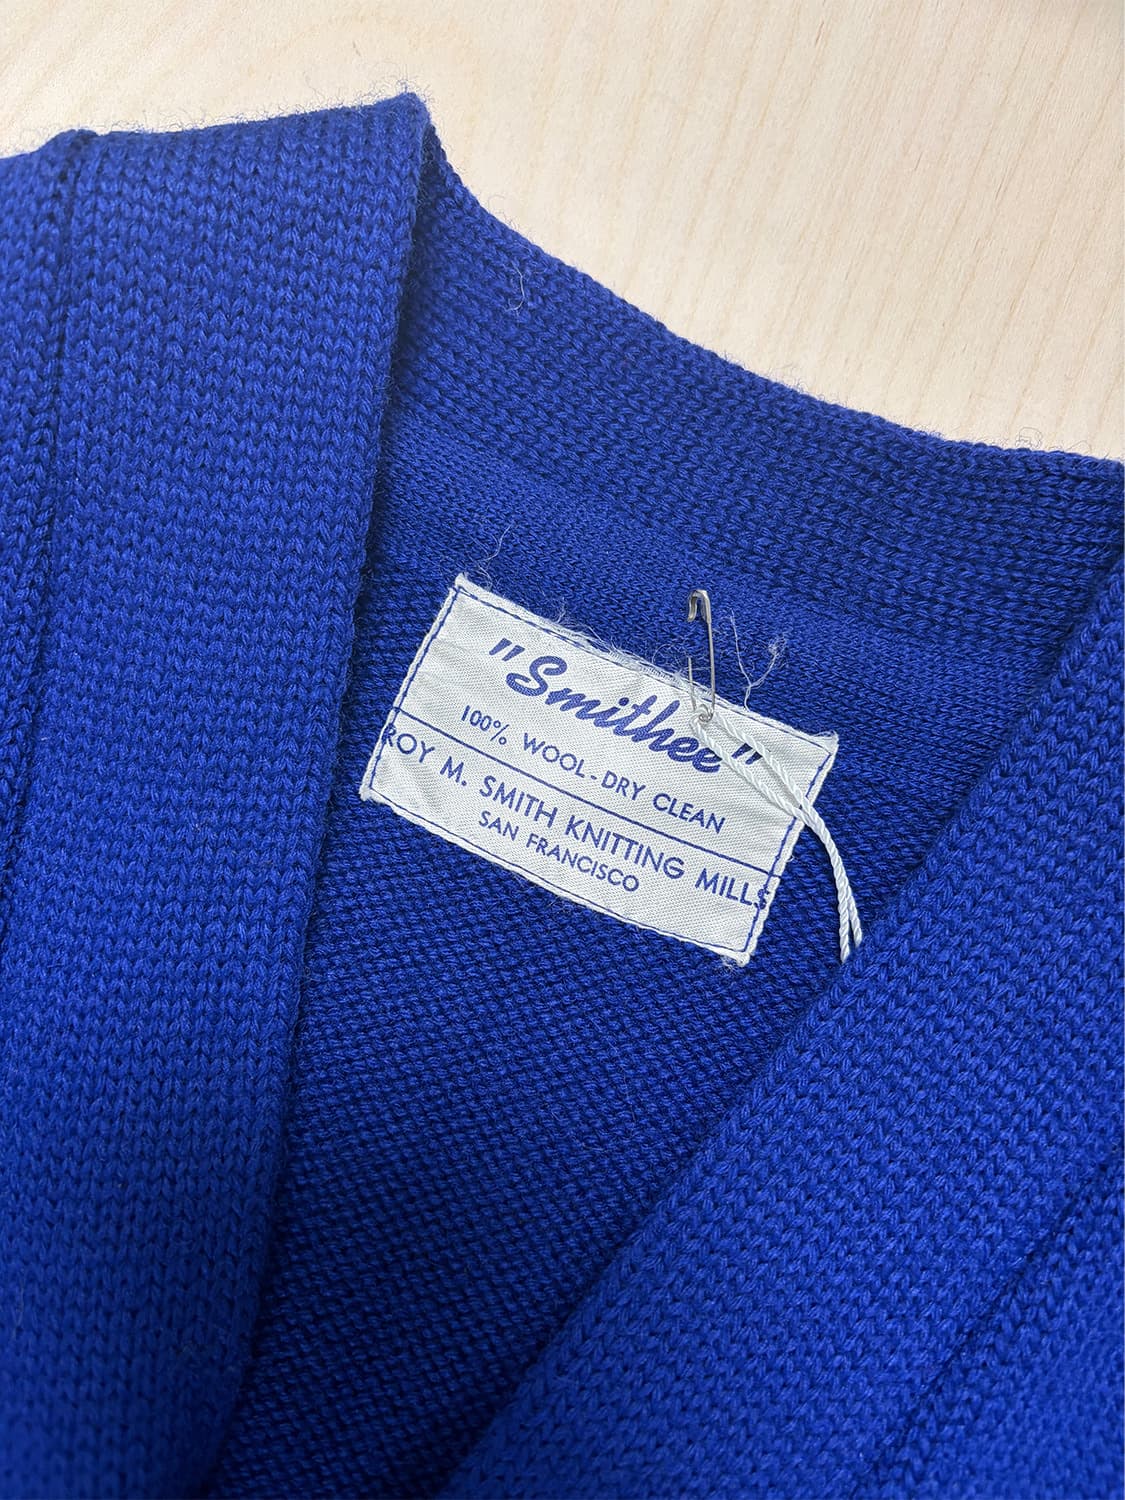 "Smithee"
100% WOOL-DRY CLEAN
ROY M. SMITH KNITTING MILLS
SAN FRANCISCO